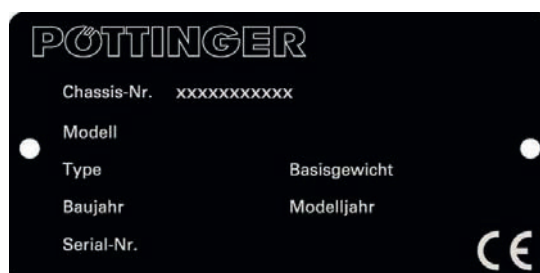 PÖTTINGER
Chassis-Nr. xxxxxxxxxxx
Modell
Type Basisgewicht
Baujahr Modelljahr
Serial-Nr.
CE